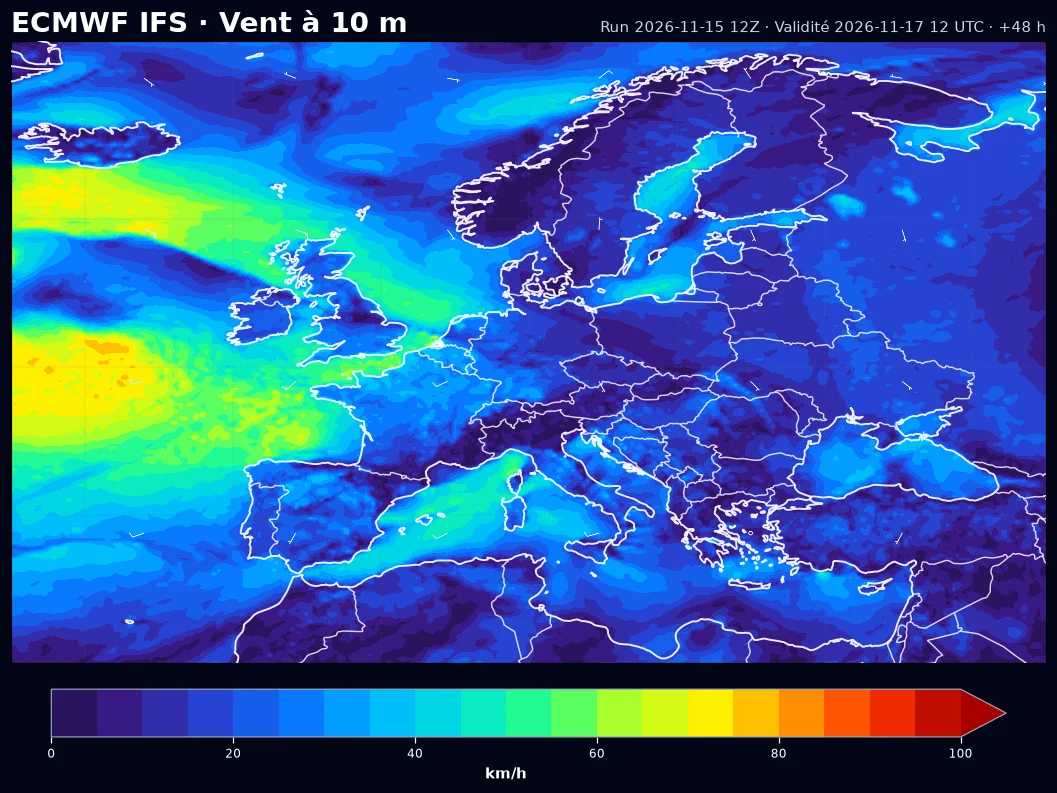 ECMWF IFS · Vent à 10 m
Run 2026-11-15 12Z · Validité 2026-11-17 12 UTC · +48 h
0 20 40 60 80 100
km/h